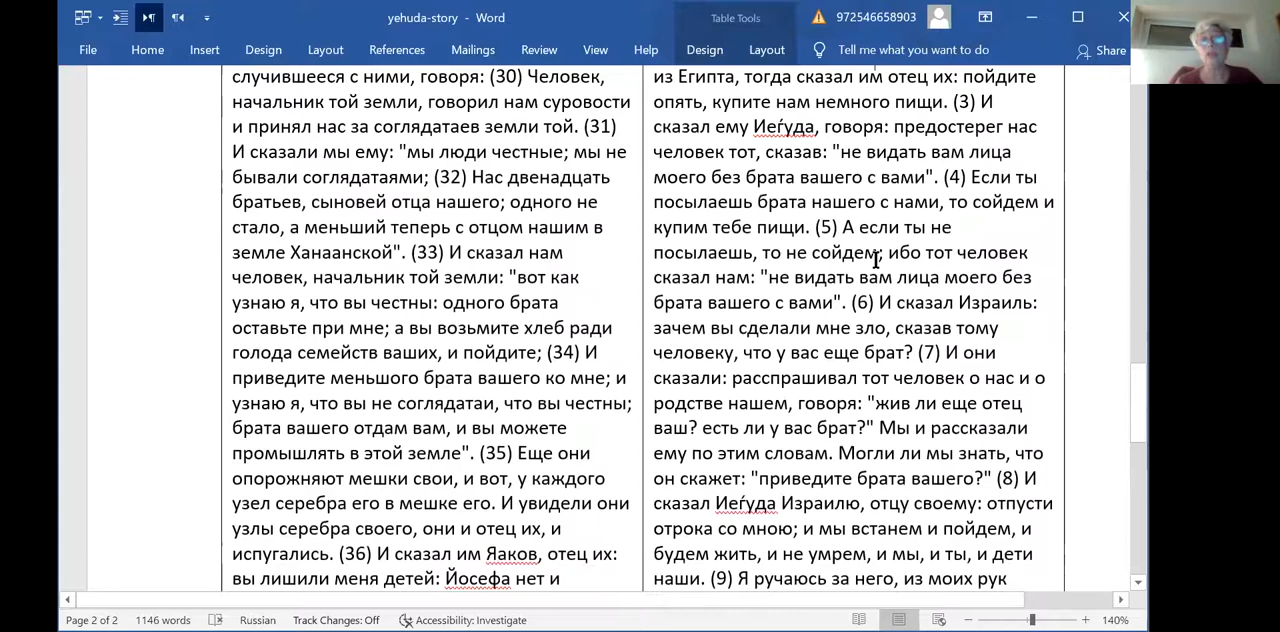 yehuda-story - Word
Table Tools
972546658903
File
Home
Insert
Design
Layout
References
Mailings
Review
View
Help
Design
Layout
Tell me what you want to do
Share
случившееся с ними, говоря: (30) Человек,
начальник той земли, говорил нам суровости
и принял нас за соглядатаев земли той. (31)
И сказали мы ему: "мы люди честные; мы не
бывали соглядатаями; (32) Нас двенадцать
братьев, сыновей отца нашего; одного не
стало, а меньший теперь с отцом нашим в
земле Ханаанской". (33) И сказал нам
человек, начальник той земли: "вот как
узнаю я, что вы честны: одного брата
оставьте при мне; а вы возьмите хлеб ради
голода семейств ваших, и пойдите; (34) И
приведите меньшого брата вашего ко мне; и
узнаю я, что вы не соглядатаи, что вы честны;
брата вашего отдам вам, и вы можете
промышлять в этой земле". (35) Еще они
опорожняют мешки свои, и вот, у каждого
узел серебра его в мешке его. И увидели они
узлы серебра своего, они и отец их, и
испугались. (36) И сказал им Яаков, отец их:
вы лишили меня детей: Йосефа нет и
из Египта, тогда сказал им отец их: пойдите
опять, купите нам немного пищи. (3) И
сказал ему Иеѓуда, говоря: предостерег нас
человек тот, сказав: "не видать вам лица
моего без брата вашего с вами". (4) Если ты
посылаешь брата нашего с нами, то сойдем и
купим тебе пищи. (5) А если ты не
посылаешь, то не сойдем; ибо тот человек
сказал нам: "не видать вам лица моего без
брата вашего с вами". (6) И сказал Израиль:
зачем вы сделали мне зло, сказав тому
человеку, что у вас еще брат? (7) И они
сказали: расспрашивал тот человек о нас и о
родстве нашем, говоря: "жив ли еще отец
ваш? есть ли у вас брат?" Мы и рассказали
ему по этим словам. Могли ли мы знать, что
он скажет: "приведите брата вашего?" (8) И
сказал Иеѓуда Израилю, отцу своему: отпусти
отрока со мною; и мы встанем и пойдем, и
будем жить, и не умрем, и мы, и ты, и дети
наши. (9) Я ручаюсь за него, из моих рук
Page 2 of 2
1146 words
Russian
Track Changes: Off
Accessibility: Investigate
140%